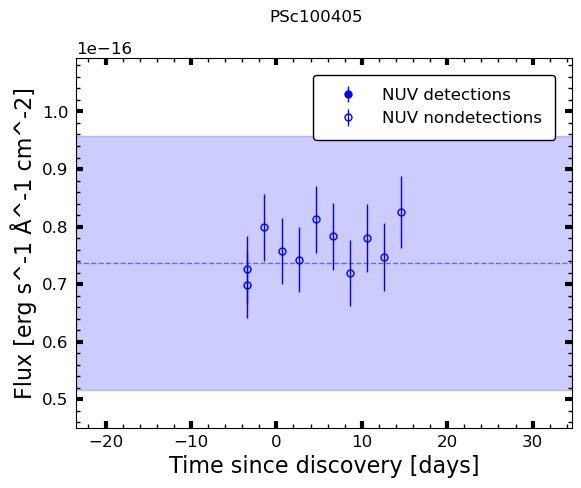 PSc100405
1e−16
NUV detections
NUV nondetections
1.0
0.9
0.8
0.7
0.6
0.5
Flux [erg s^-1 Å^-1 cm^-2]
−20 −10 0 10 20 30
Time since discovery [days]